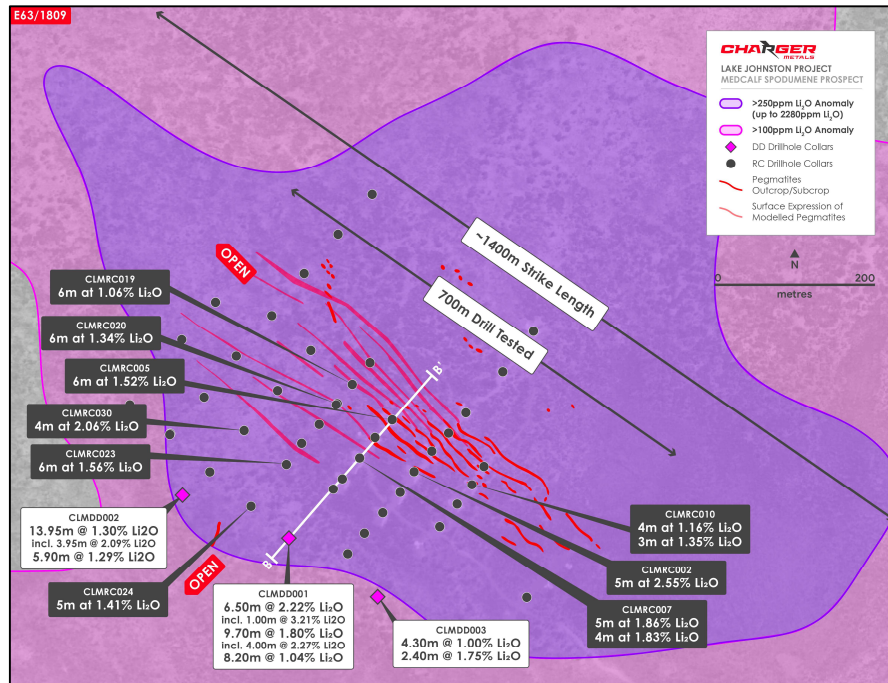 E63/1809
CHARGER
METALS
LAKE JOHNSTON PROJECT
MEDCALF SPODUMENE PROSPECT
>250ppm Li₂O Anomaly
(up to 2280ppm Li₂O)
>100ppm Li₂O Anomaly
DD Drillhole Collars
RC Drillhole Collars
Pegmatites
Outcrop/Subcrop
Surface Expression of
Modelled Pegmatites
N
0 200
metres
~1400m Strike Length
700m Drill Tested
OPEN
CLMRC019
6m at 1.06% Li₂O
CLMRC020
6m at 1.34% Li₂O
CLMRC005
6m at 1.52% Li₂O
CLMRC030
4m at 2.06% Li₂O
CLMRC023
6m at 1.56% Li₂O
B'
B
CLMDD002
13.95m @ 1.30% Li2O
incl. 3.95m @ 2.09% Li2O
5.90m @ 1.29% Li2O
OPEN
CLMRC024
5m at 1.41% Li₂O
CLMDD001
6.50m @ 2.22% Li₂O
incl. 1.00m @ 3.21% Li2O
9.70m @ 1.80% Li₂O
incl. 4.00m @ 2.27% Li2O
8.20m @ 1.04% Li₂O
CLMDD003
4.30m @ 1.00% Li₂O
2.40m @ 1.75% Li₂O
CLMRC010
4m at 1.16% Li₂O
3m at 1.35% Li₂O
CLMRC002
5m at 2.55% Li₂O
CLMRC007
5m at 1.86% Li₂O
4m at 1.83% Li₂O